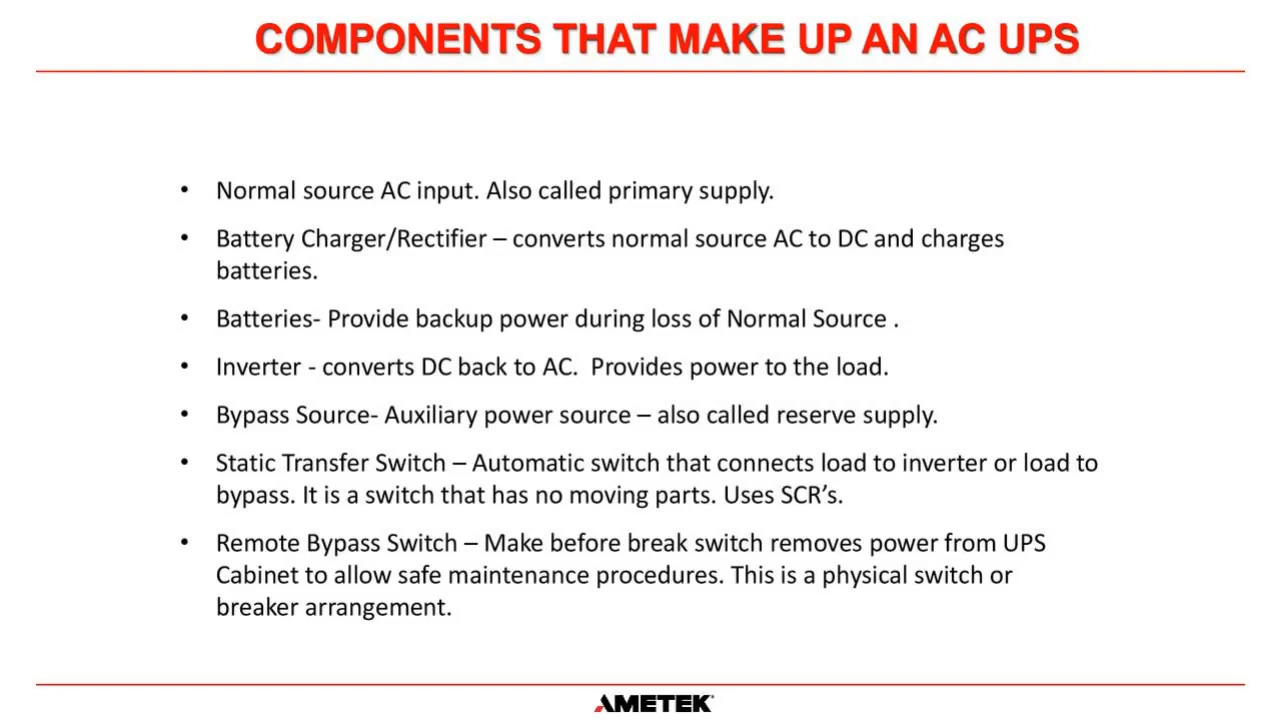 COMPONENTS THAT MAKE UP AN AC UPS
• Normal source AC input. Also called primary supply.
• Battery Charger/Rectifier – converts normal source AC to DC and charges
batteries.
• Batteries- Provide backup power during loss of Normal Source .
• Inverter - converts DC back to AC.  Provides power to the load.
• Bypass Source- Auxiliary power source – also called reserve supply.
• Static Transfer Switch – Automatic switch that connects load to inverter or load to
bypass. It is a switch that has no moving parts. Uses SCR’s.
• Remote Bypass Switch – Make before break switch removes power from UPS
Cabinet to allow safe maintenance procedures. This is a physical switch or
breaker arrangement.
AMETEK